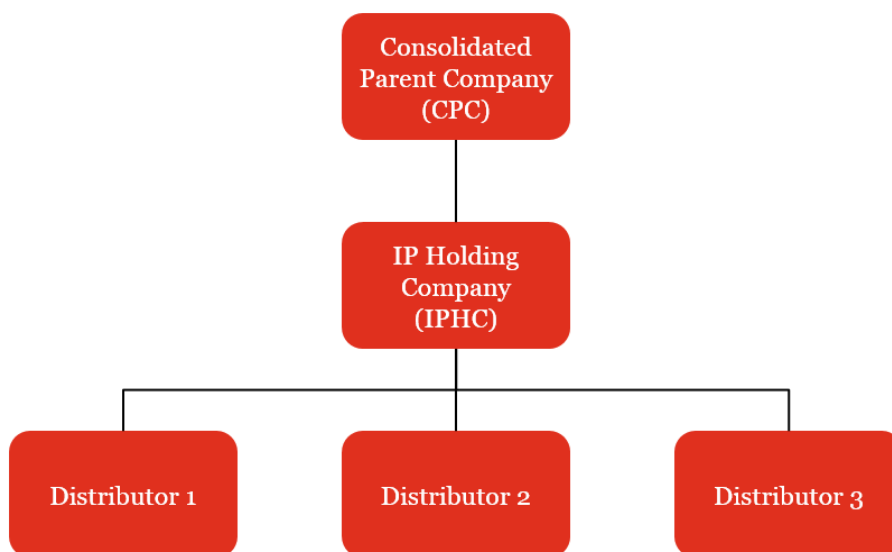 Consolidated
Parent Company
(CPC)
IP Holding
Company
(IPHC)
Distributor 1
Distributor 2
Distributor 3